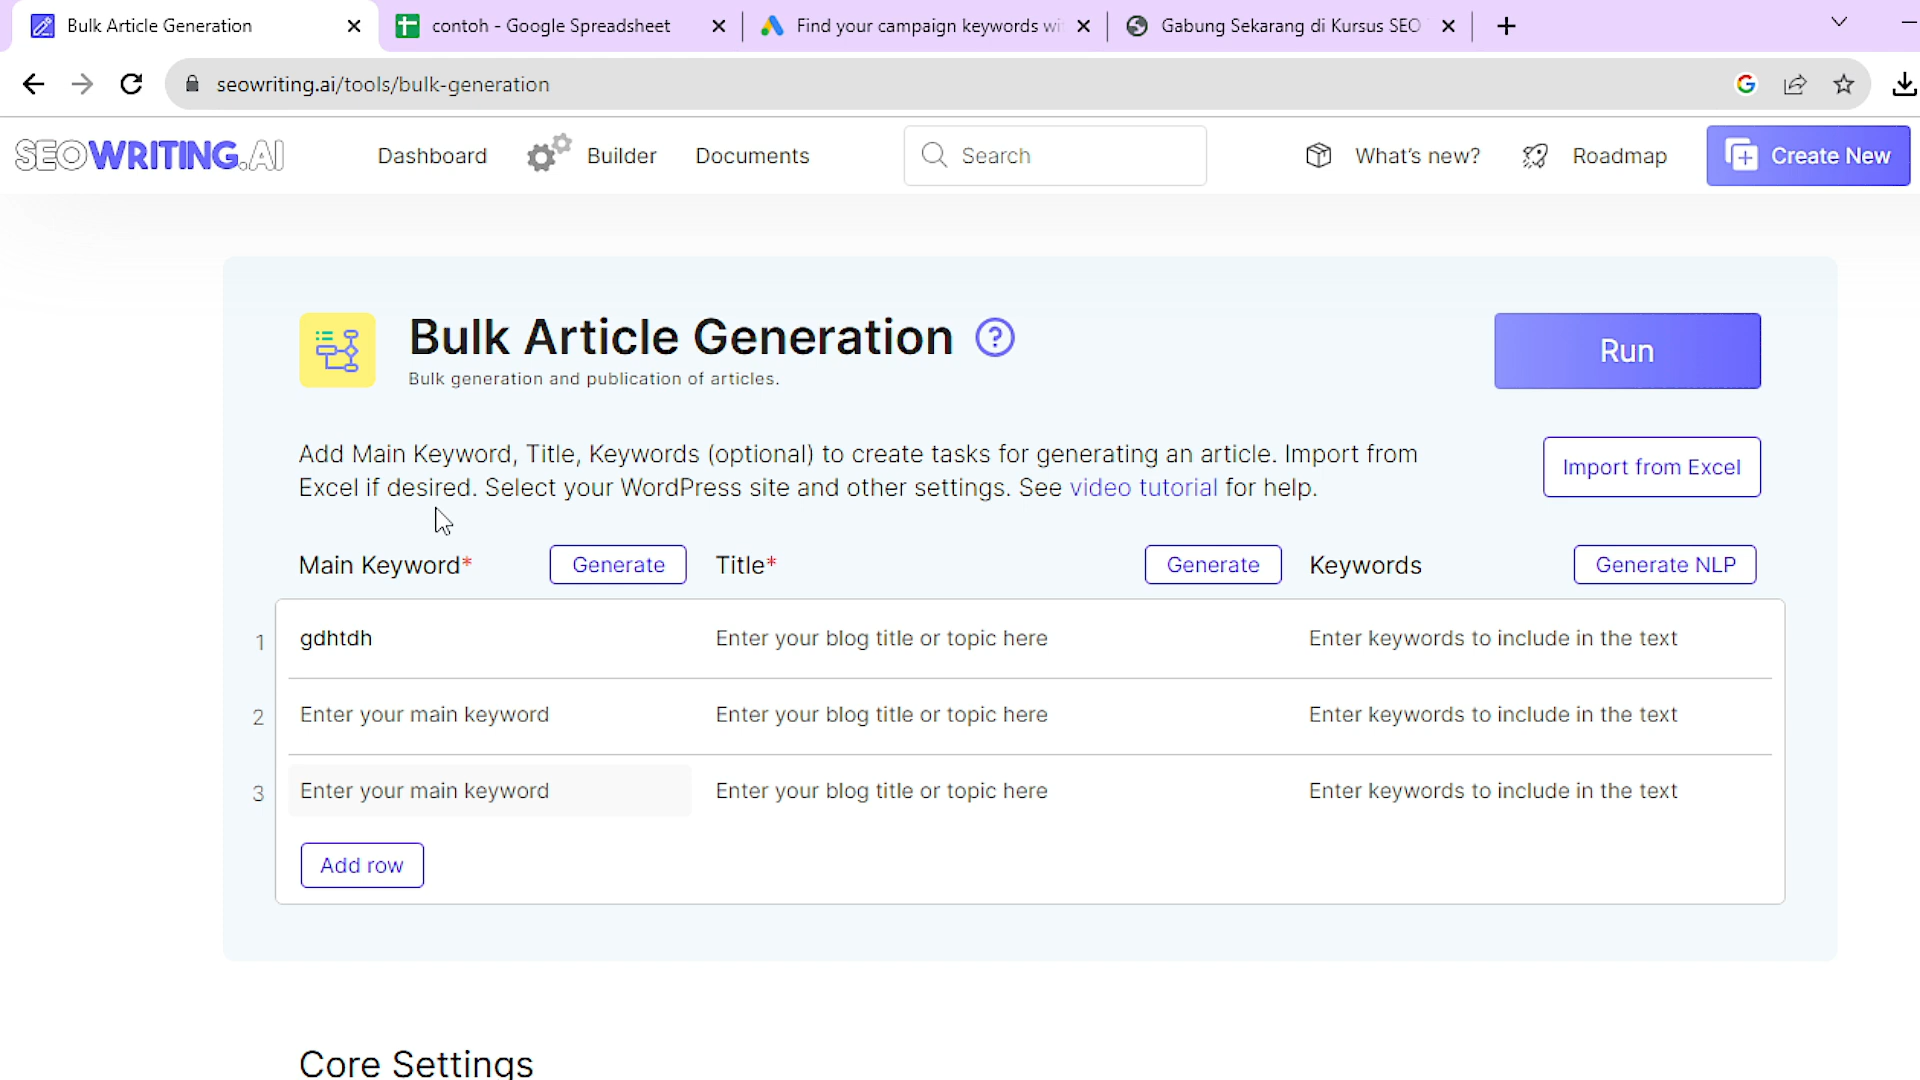 Bulk Article Generation
contoh - Google Spreadsheet
Find your campaign keywords wi
Gabung Sekarang di Kursus SEO
seowriting.ai/tools/bulk-generation
SEOWRITING.AI
Dashboard
Builder
Documents
Search
What's new?
Roadmap
Create New
Bulk Article Generation
Bulk generation and publication of articles.
Run
Add Main Keyword, Title, Keywords (optional) to create tasks for generating an article. Import from
Excel if desired. Select your WordPress site and other settings. See video tutorial for help.
Import from Excel
Main Keyword*
Generate
Title*
Generate
Keywords
Generate NLP
1 gdhtdh Enter your blog title or topic here Enter keywords to include in the text
2 Enter your main keyword Enter your blog title or topic here Enter keywords to include in the text
3 Enter your main keyword Enter your blog title or topic here Enter keywords to include in the text
Add row
Core Settings